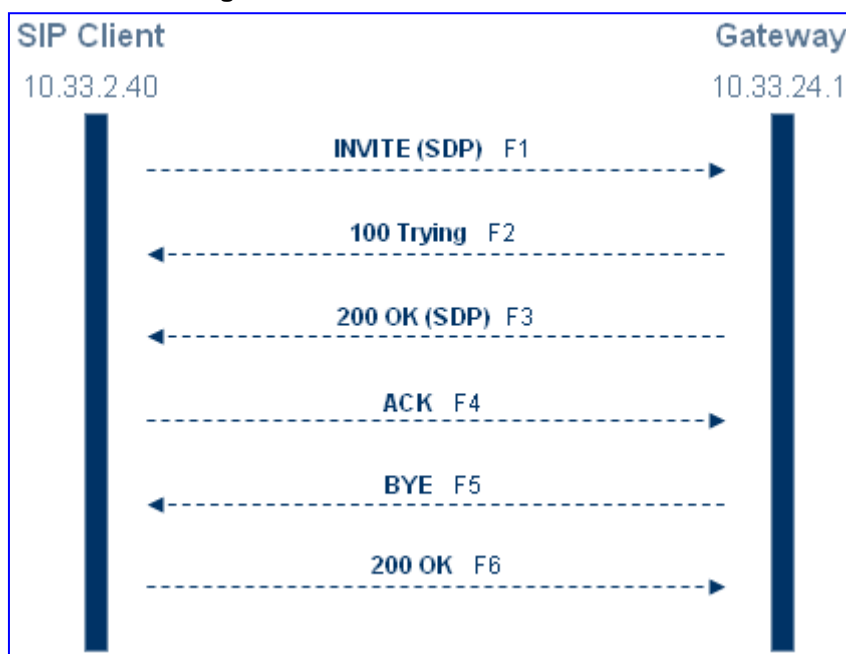 SIP Client Gateway
10.33.2.40 10.33.24.1
INVITE (SDP) F1
100 Trying F2
200 OK (SDP) F3
ACK F4
BYE F5
200 OK F6